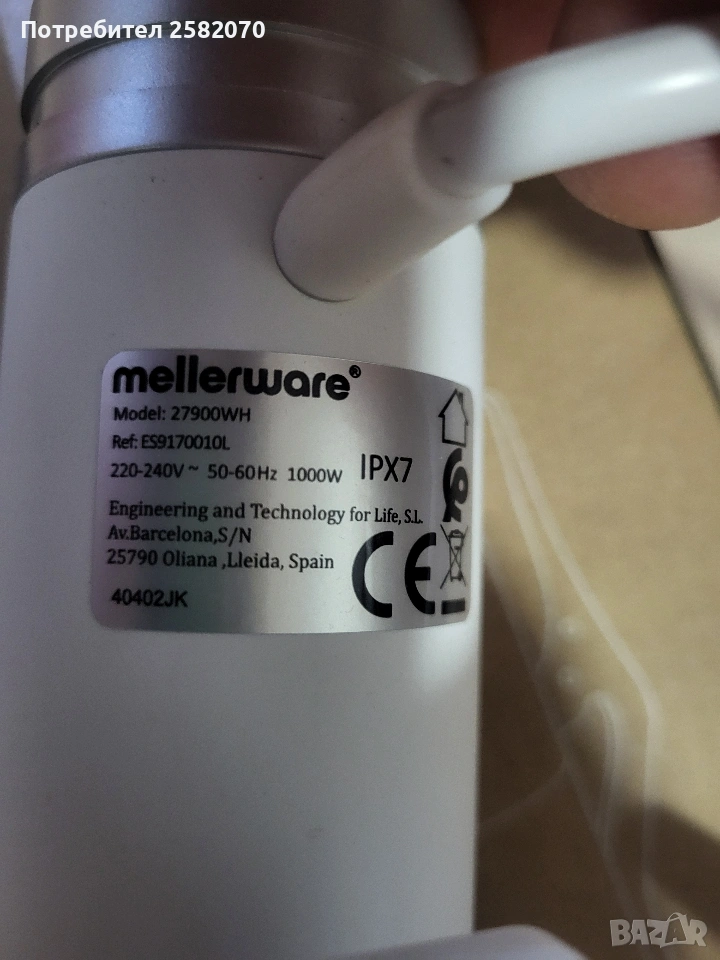 Потребител 2582070
mellerware®
Model: 27900WH
Ref: ES9170010L
220-240V ~ 50-60Hz 1000W IPX7
Engineering and Technology for Life, S.L.
Av.Barcelona,S/N
25790 Oliana ,Lleida, Spain
CE
40402JK
BAZAR